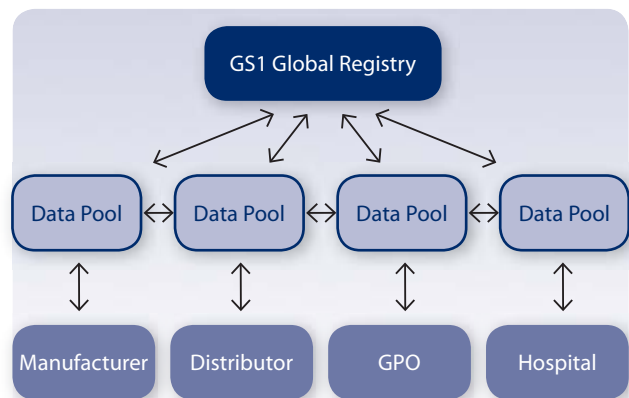 GS1 Global Registry
Data Pool Data Pool Data Pool Data Pool
Manufacturer Distributor GPO Hospital